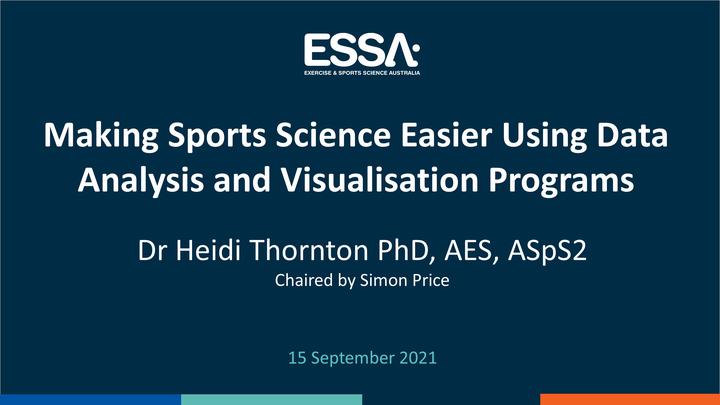 ESSA
EXERCISE & SPORTS SCIENCE AUSTRALIA
Making Sports Science Easier Using Data
Analysis and Visualisation Programs
Dr Heidi Thornton PhD, AES, ASpS2
Chaired by Simon Price
15 September 2021